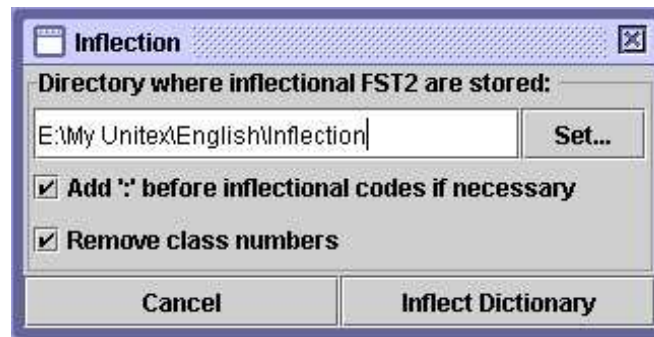 Inflection
Directory where inflectional FST2 are stored:
E:\My Unitex\English\Inflection
Set...
Add ':' before inflectional codes if necessary
Remove class numbers
Cancel
Inflect Dictionary